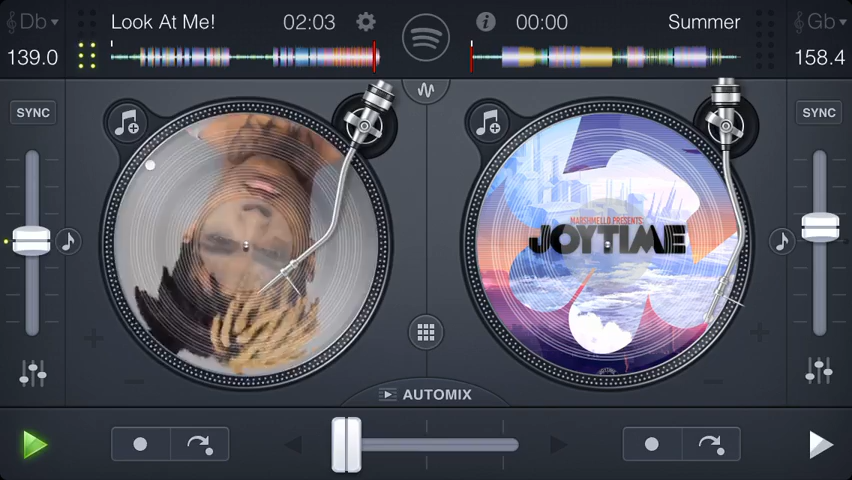 Db
Look At Me!
02:03
00:00
Summer
Gb
139.0
158.4
SYNC
SYNC
MARSHMELLO PRESENTS:
JOYTIME
AUTOMIX